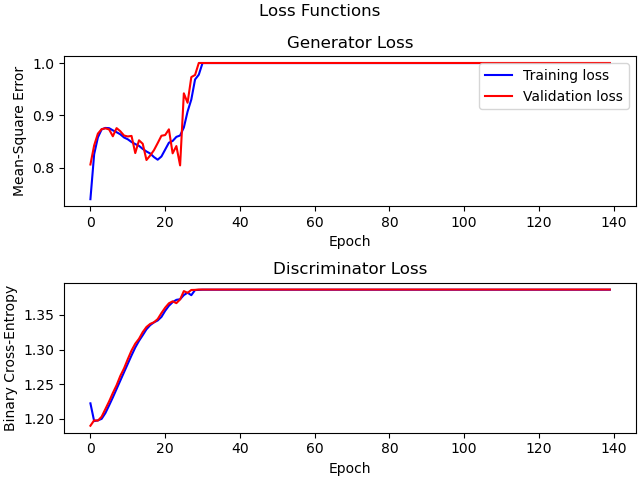 Loss Functions
Generator Loss
Mean-Square Error
1.0
0.9
0.8
Training loss
Validation loss
0 20 40 60 80 100 120 140
Epoch
Discriminator Loss
Binary Cross-Entropy
1.35
1.30
1.25
1.20
0 20 40 60 80 100 120 140
Epoch